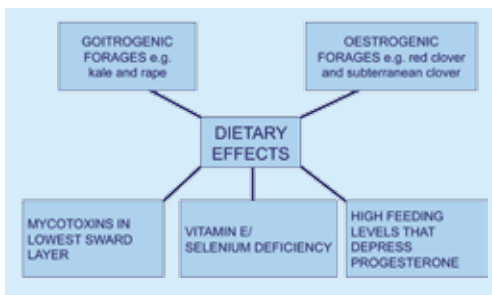 GOITROGENIC
FORAGES e.g.
kale and rape
OESTROGENIC
FORAGES e.g. red clover
and subterranean clover
DIETARY
EFFECTS
MYCOTOXINS IN
LOWEST SWARD
LAYER
VITAMIN E/
SELENIUM DEFICIENCY
HIGH FEEDING
LEVELS THAT
DEPRESS
PROGESTERONE